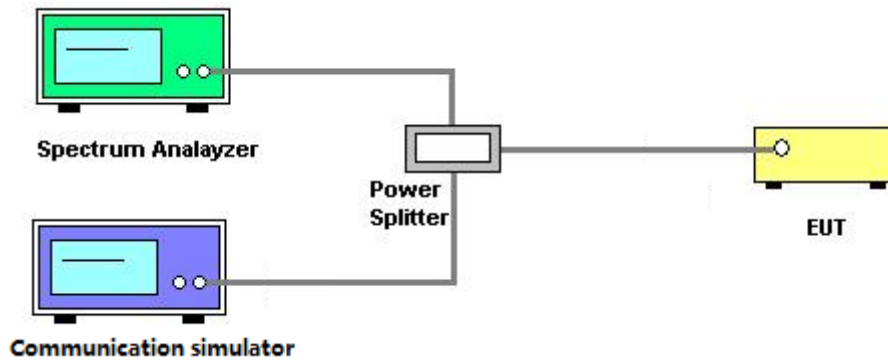 Spectrum Analayzer
Power
Splitter
EUT
Communication simulator